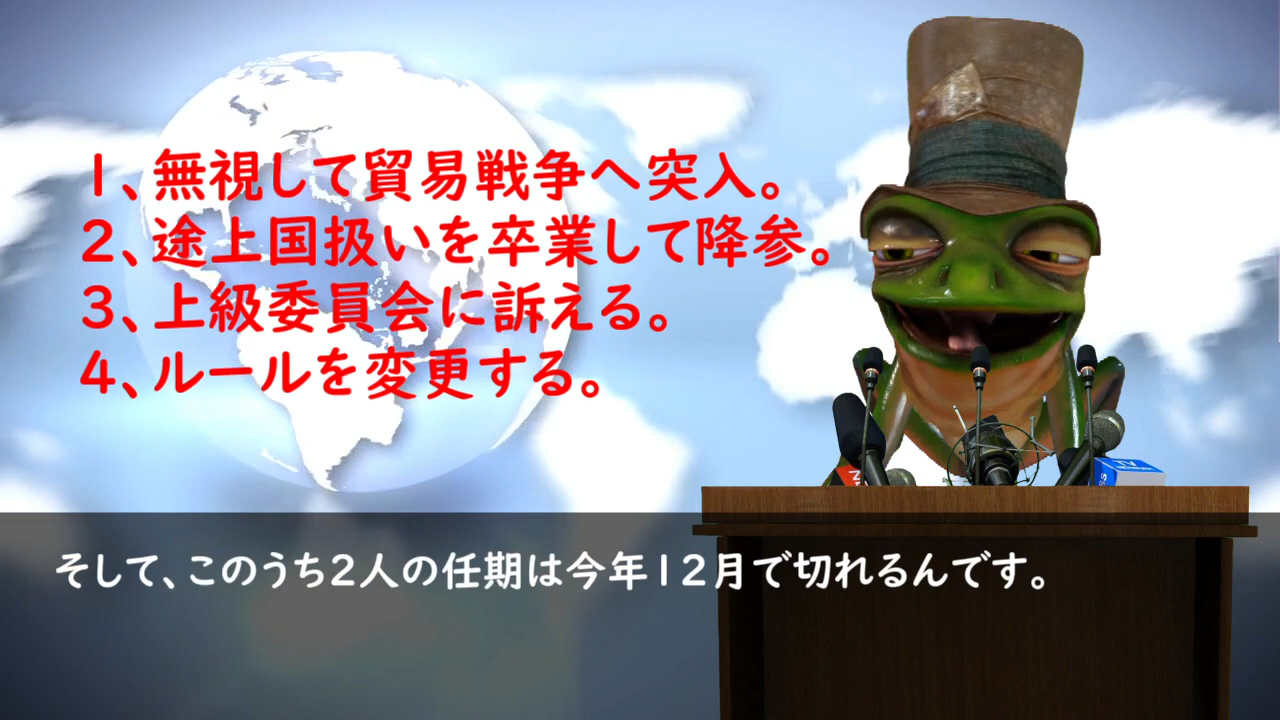 1、無視して貿易戦争へ突入。
2、途上国扱いを卒業して降参。
3、上級委員会に訴える。
4、ルールを変更する。
そして、このうち2人の任期は今年12月で切れるんです。